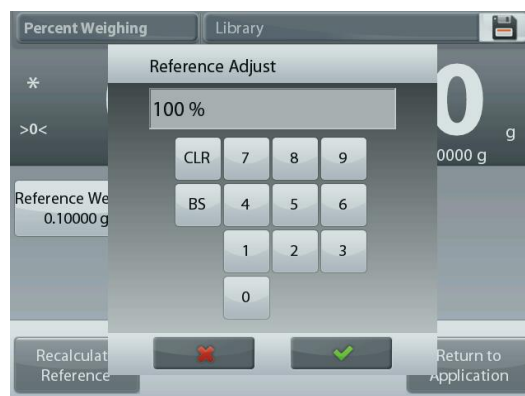 Percent Weighing
Library
Reference Adjust
*
100 %
>0<
0
g
0000 g
CLR 7 8 9
Reference We
0.10000 g
BS 4 5 6
1 2 3
0
Recalculat
Reference
Return to
Application